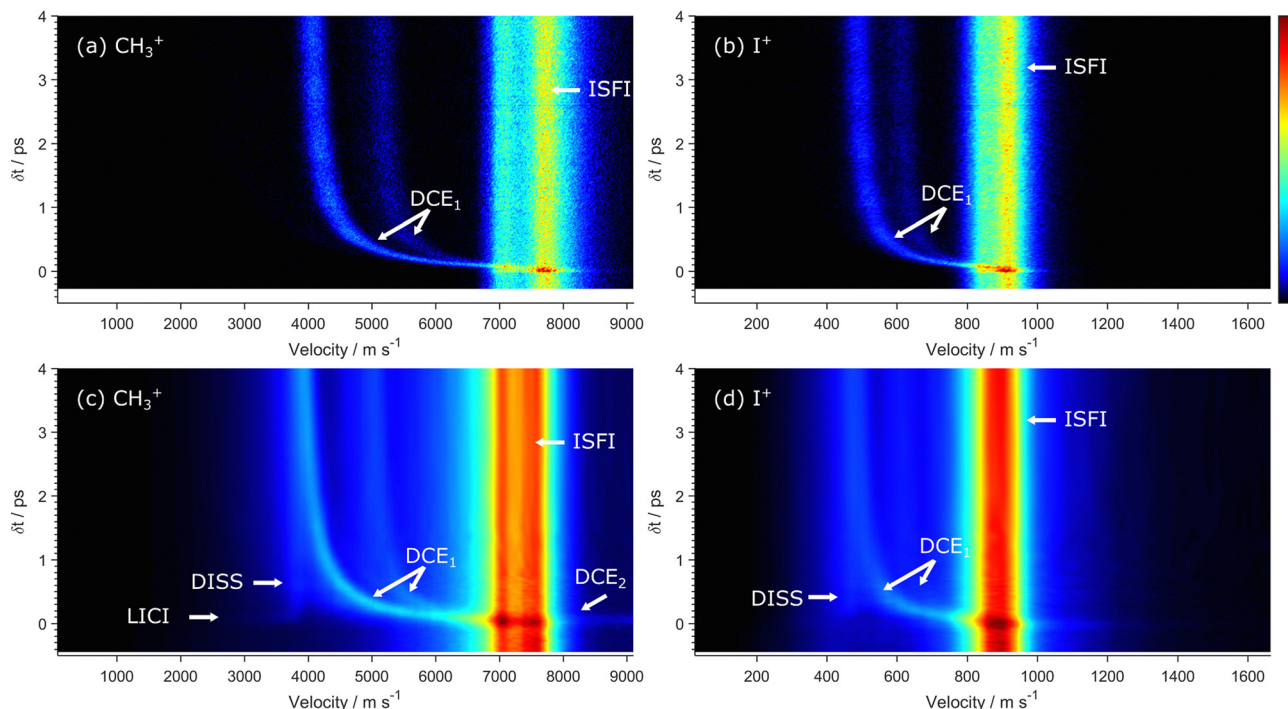 (a) CH₃⁺
ISFI
DCE₁
δt / ps
4
3
2
1
0
1000 2000 3000 4000 5000 6000 7000 8000 9000
Velocity / m s⁻¹
(b) I⁺
ISFI
DCE₁
δt / ps
4
3
2
1
0
200 400 600 800 1000 1200 1400 1600
Velocity / m s⁻¹
(c) CH₃⁺
ISFI
DCE₁
DISS
DCE₂
LICI
δt / ps
4
3
2
1
0
1000 2000 3000 4000 5000 6000 7000 8000 9000
Velocity / m s⁻¹
(d) I⁺
ISFI
DCE₁
DISS
δt / ps
4
3
2
1
0
200 400 600 800 1000 1200 1400 1600
Velocity / m s⁻¹